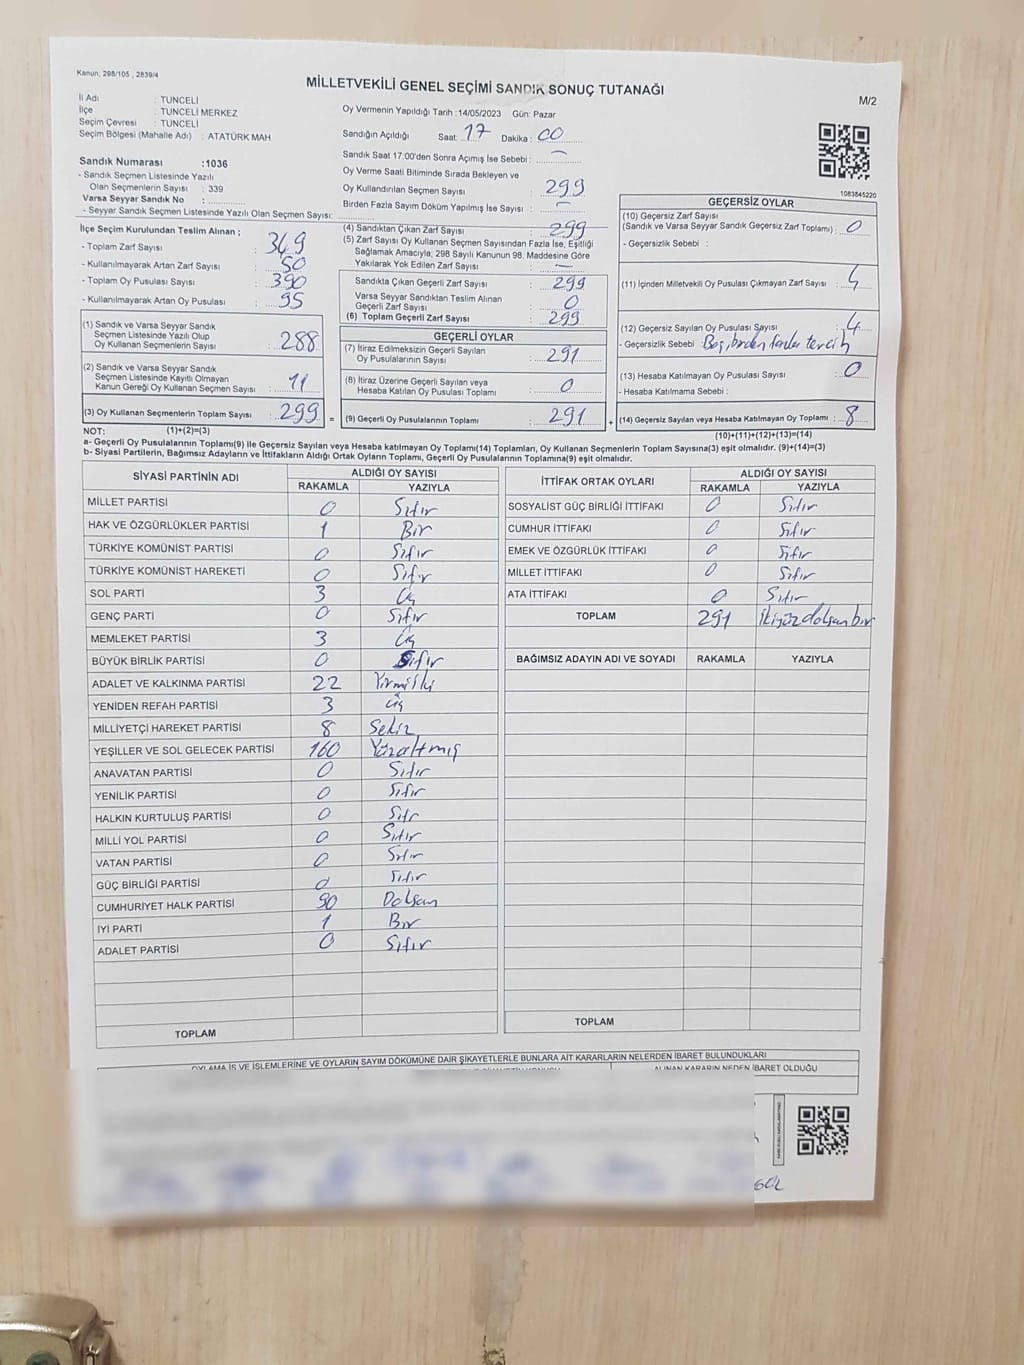 Kanun; 298/105 , 2839/4
MİLLETVEKİLİ GENEL SEÇİMİ SANDIK SONUÇ TUTANAĞI
M/2
İl Adı : TUNCELİ
İlçe : TUNCELİ MERKEZ
Seçim Çevresi : TUNCELİ
Seçim Bölgesi (Mahalle Adı) : ATATÜRK MAH
Sandık Numarası :1036
- Sandık Seçmen Listesinde Yazılı
Olan Seçmenlerin Sayısı : 339
Varsa Seyyar Sandık No :
- Seyyar Sandık Seçmen Listesinde Yazılı Olan Seçmen Sayısı:
İlçe Seçim Kurulundan Teslim Alınan ;
- Toplam Zarf Sayısı : 349
- Kullanılmayarak Artan Zarf Sayısı : 50
- Toplam Oy Pusulası Sayısı : 390
- Kullanılmayarak Artan Oy Pusulası : 95
(1) Sandık ve Varsa Seyyar Sandık
Seçmen Listesinde Yazılı Olup
Oy Kullanan Seçmenlerin Sayısı : 288
(2) Sandık ve Varsa Seyyar Sandık
Seçmen Listesinde Kayıtlı Olmayan
Kanun Gereği Oy Kullanan Seçmen Sayısı : 11
(3) Oy Kullanan Seçmenlerin Toplam Sayısı : 299
Oy Vermenin Yapıldığı Tarih :14/05/2023 Gün: Pazar
Sandığın Açıldığı Saat: 17 Dakika : 00
Sandık Saat 17:00'den Sonra Açımış İse Sebebi : —
Oy Verme Saati Bitiminde Sırada Bekleyen ve
Oy Kullandırılan Seçmen Sayısı : 299
Birden Fazla Sayım Döküm Yapılmış İse Sayısı : —
(4) Sandıktan Çıkan Zarf Sayısı : 299
(5) Zarf Sayısı Oy Kullanan Seçmen Sayısından Fazla İse, Eşitliği
Sağlamak Amacıyla; 298 Sayılı Kanunun 98. Maddesine Göre
Yakılarak Yok Edilen Zarf Sayısı : —
Sandıkta Çıkan Geçerli Zarf Sayısı : 299
Varsa Seyyar Sandıktan Teslim Alınan
Geçerli Zarf Sayısı : 0
(6) Toplam Geçerli Zarf Sayısı : 299
GEÇERLİ OYLAR
(7) İtiraz Edilmeksizin Geçerli Sayılan
Oy Pusulalarının Sayısı : 291
(8) İtiraz Üzerine Geçerli Sayılan veya
Hesaba Katılan Oy Pusulası Toplamı : 0
= (9) Geçerli Oy Pusulalarının Toplamı : 291 +
1083845220
GEÇERSİZ OYLAR
(10) Geçersiz Zarf Sayısı
(Sandık ve Varsa Seyyar Sandık Geçersiz Zarf Toplamı) : 0
- Geçersizlik Sebebi :
(11) İçinden Milletvekili Oy Pusulası Çıkmayan Zarf Sayısı : 4
(12) Geçersiz Sayılan Oy Pusulası Sayısı : 4
- Geçersizlik Sebebi : Boş, birden fazla tercih
(13) Hesaba Katılmayan Oy Pusulası Sayısı : 0
- Hesaba Katılmama Sebebi :
(14) Geçersiz Sayılan veya Hesaba Katılmayan Oy Toplamı : 8
NOT: (1)+(2)=(3) (10)+(11)+(12)+(13)=(14)
a- Geçerli Oy Pusulalarının Toplamı(9) ile Geçersiz Sayılan veya Hesaba katılmayan Oy Toplamı(14) Toplamları, Oy Kullanan Seçmenlerin Toplam Sayısına(3) eşit olmalıdır. (9)+(14)=(3)
b- Siyasi Partilerin, Bağımsız Adayların ve İttifakların Aldığı Ortak Oyların Toplamı, Geçerli Oy Pusulalarının Toplamına(9) eşit olmalıdır.
SİYASİ PARTİNİN ADI ALDIĞI OY SAYISI
RAKAMLA YAZIYLA
MİLLET PARTİSİ 0 Sıfır
HAK VE ÖZGÜRLÜKLER PARTİSİ 1 Bir
TÜRKİYE KOMÜNİST PARTİSİ 0 Sıfır
TÜRKİYE KOMÜNİST HAREKETİ 0 Sıfır
SOL PARTİ 3 Üç
GENÇ PARTİ 0 Sıfır
MEMLEKET PARTİSİ 3 Üç
BÜYÜK BİRLİK PARTİSİ 0 Sıfır
ADALET VE KALKINMA PARTİSİ 22 Yirmi iki
YENİDEN REFAH PARTİSİ 3 Üç
MİLLİYETÇİ HAREKET PARTİSİ 8 Sekiz
YEŞİLLER VE SOL GELECEK PARTİSİ 160 Yüzaltmış
ANAVATAN PARTİSİ 0 Sıfır
YENİLİK PARTİSİ 0 Sıfır
HALKIN KURTULUŞ PARTİSİ 0 Sıfr
MİLLİ YOL PARTİSİ 0 Sıfır
VATAN PARTİSİ 0 Sıfır
GÜÇ BİRLİĞİ PARTİSİ 0 Sıfır
CUMHURİYET HALK PARTİSİ 90 Doksan
İYİ PARTİ 1 Bir
ADALET PARTİSİ 0 Sıfır
TOPLAM
İTTİFAK ORTAK OYLARI ALDIĞI OY SAYISI
RAKAMLA YAZIYLA
SOSYALİST GÜÇ BİRLİĞİ İTTİFAKI 0 Sıfır
CUMHUR İTTİFAKI 0 Sıfır
EMEK VE ÖZGÜRLÜK İTTİFAKI 0 Sıfır
MİLLET İTTİFAKI 0 Sıfır
ATA İTTİFAKI 0 Sıfır
TOPLAM 291 İkiyüzdoksanbir
BAĞIMSIZ ADAYIN ADI VE SOYADI RAKAMLA YAZIYLA
TOPLAM
OYLAMA İŞ VE İŞLEMLERİNE VE OYLARIN SAYIM DÖKÜMÜNE DAİR ŞİKAYETLERLE BUNLARA AİT KARARLARIN NELERDEN İBARET BULUNDUKLARI
ALINAN KARARIN NEDEN İBARET OLDUĞU